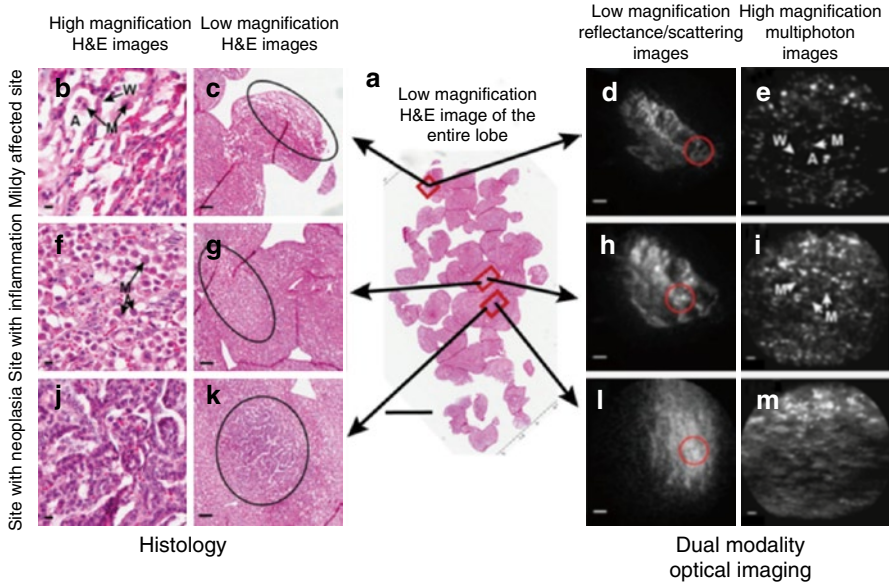 High magnification
H&E images
Low magnification
H&E images
Low magnification
reflectance/scattering
images
High magnification
multiphoton
images
a
Low magnification
H&E image of the
entire lobe
Mildy affected site
b
W
A
M
c
d
e
W
M
A
Site with inflammation
f
M
g
h
i
M
M
Site with neoplasia
j
k
l
m
Histology
Dual modality
optical imaging